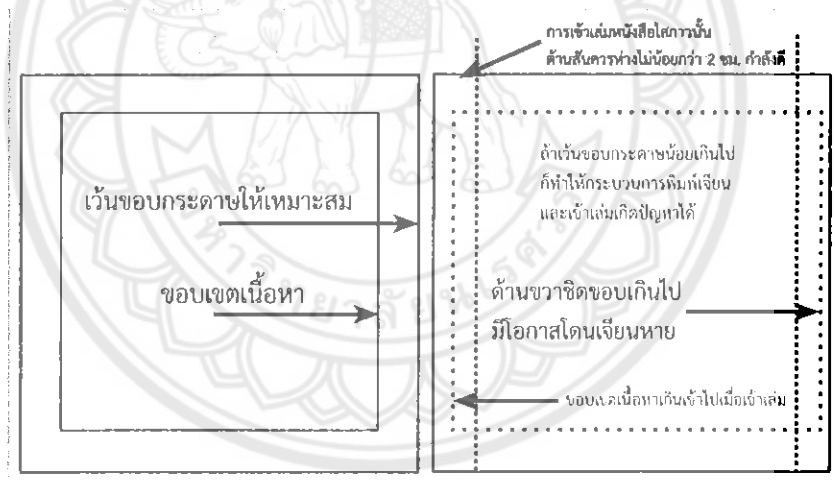 การเข้าเล่มหนังสือไสกาวนั้น
ด้านสันควรห่างไม่น้อยกว่า 2 ซม. กำลังดี
ถ้าเว้นขอบกระดาษน้อยเกินไป
ก็ทำให้กระบวนการพิมพ์เจียน
และเข้าเล่มเกิดปัญหาได้
เว้นขอบกระดาษให้เหมาะสม
ขอบเขตเนื้อหา
ด้านขวาชิดขอบเกินไป
มีโอกาสโดนเจียนหาย
ขอบเขตเนื้อหาเกินเข้าไปเมื่อเข้าเล่ม